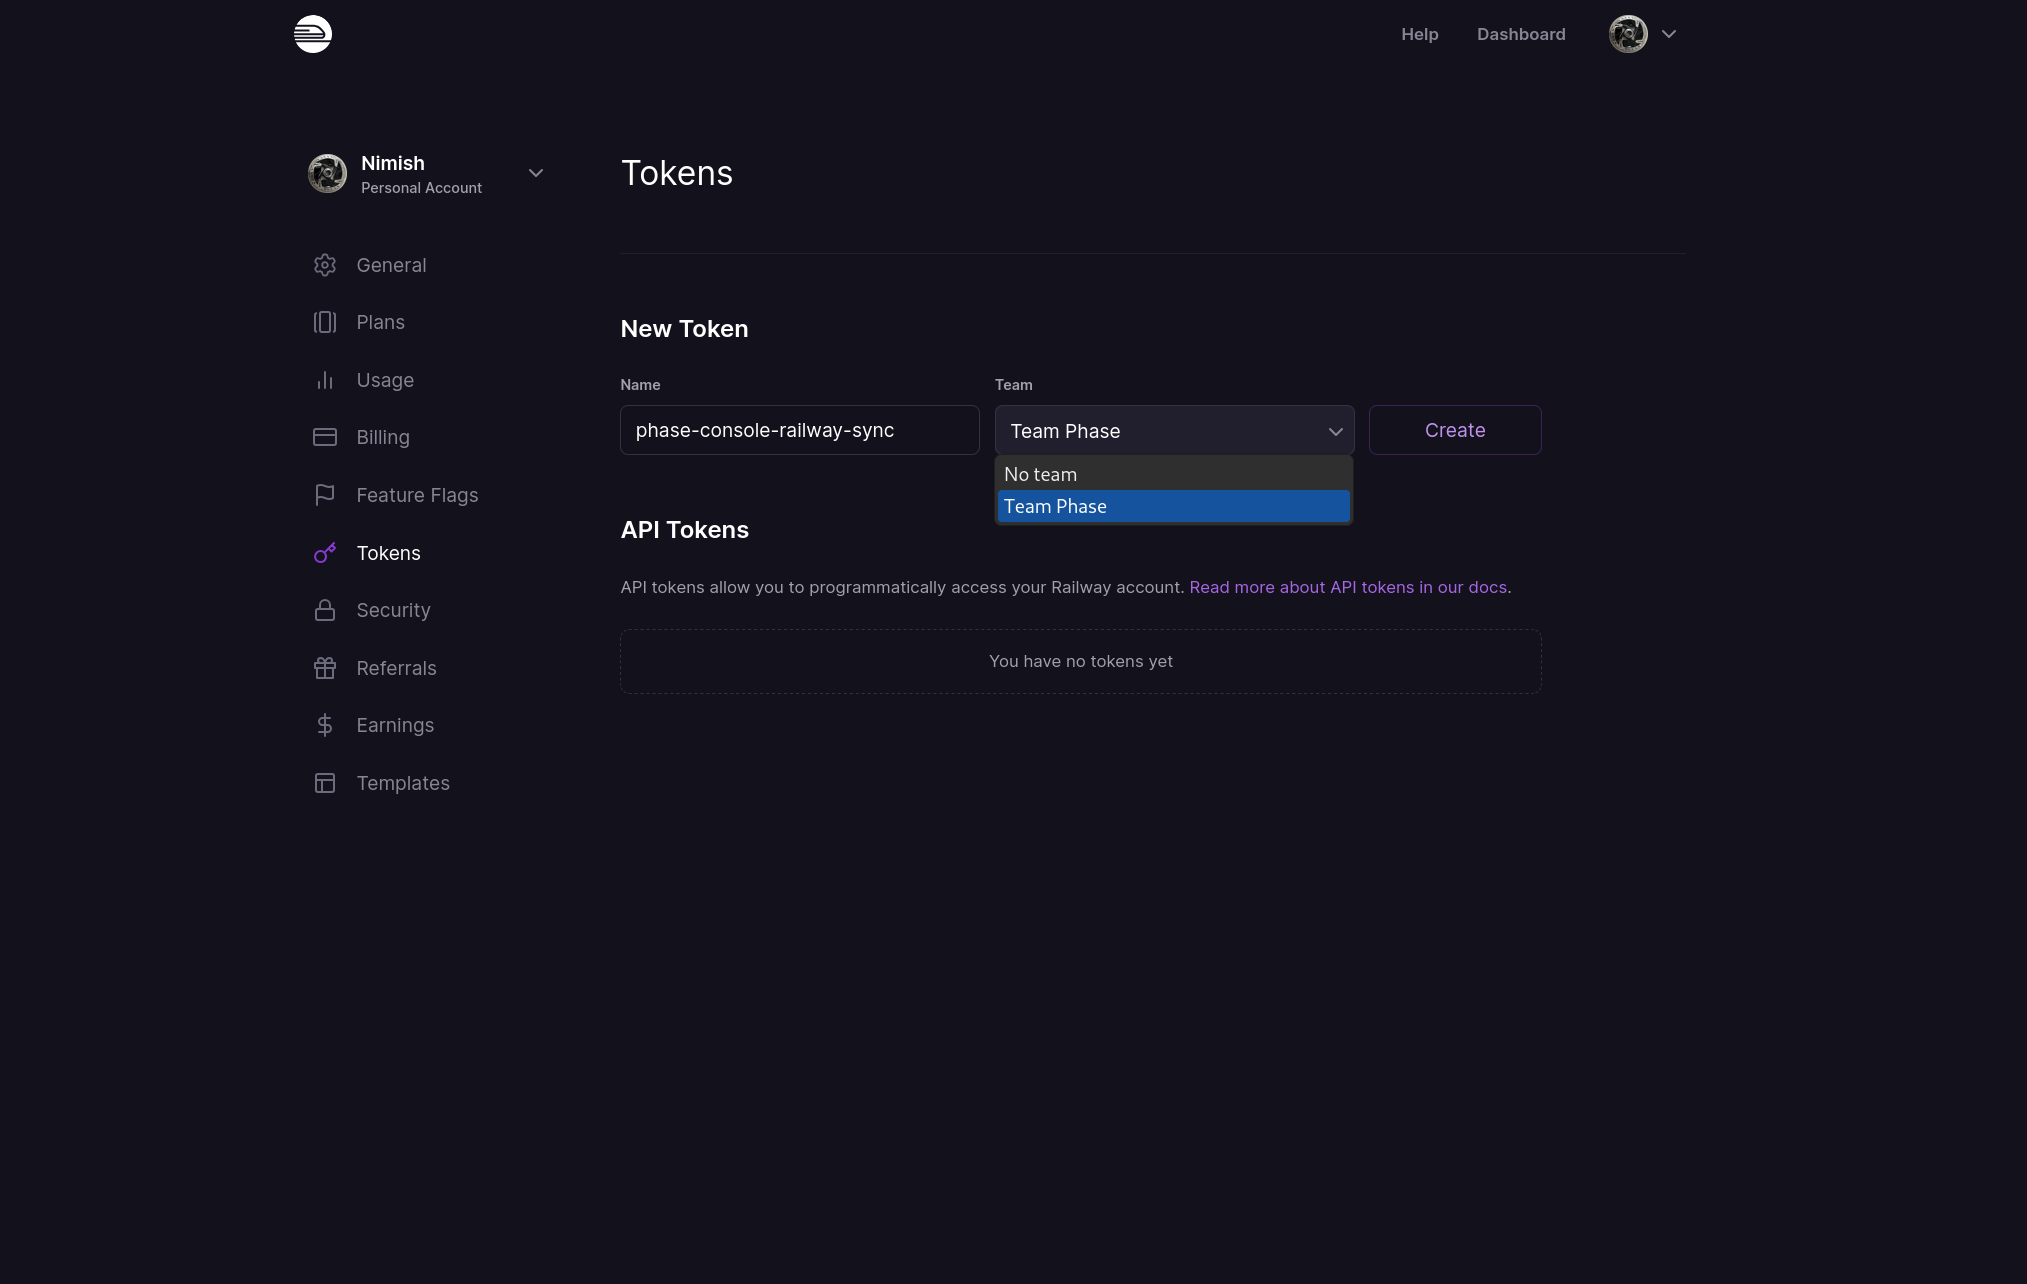 Help Dashboard
Nimish
Personal Account
General
Plans
Usage
Billing
Feature Flags
Tokens
Security
Referrals
Earnings
Templates
Tokens
New Token
Name Team
phase-console-railway-sync Team Phase Create
No team
Team Phase
API Tokens
API tokens allow you to programmatically access your Railway account. Read more about API tokens in our docs.
You have no tokens yet